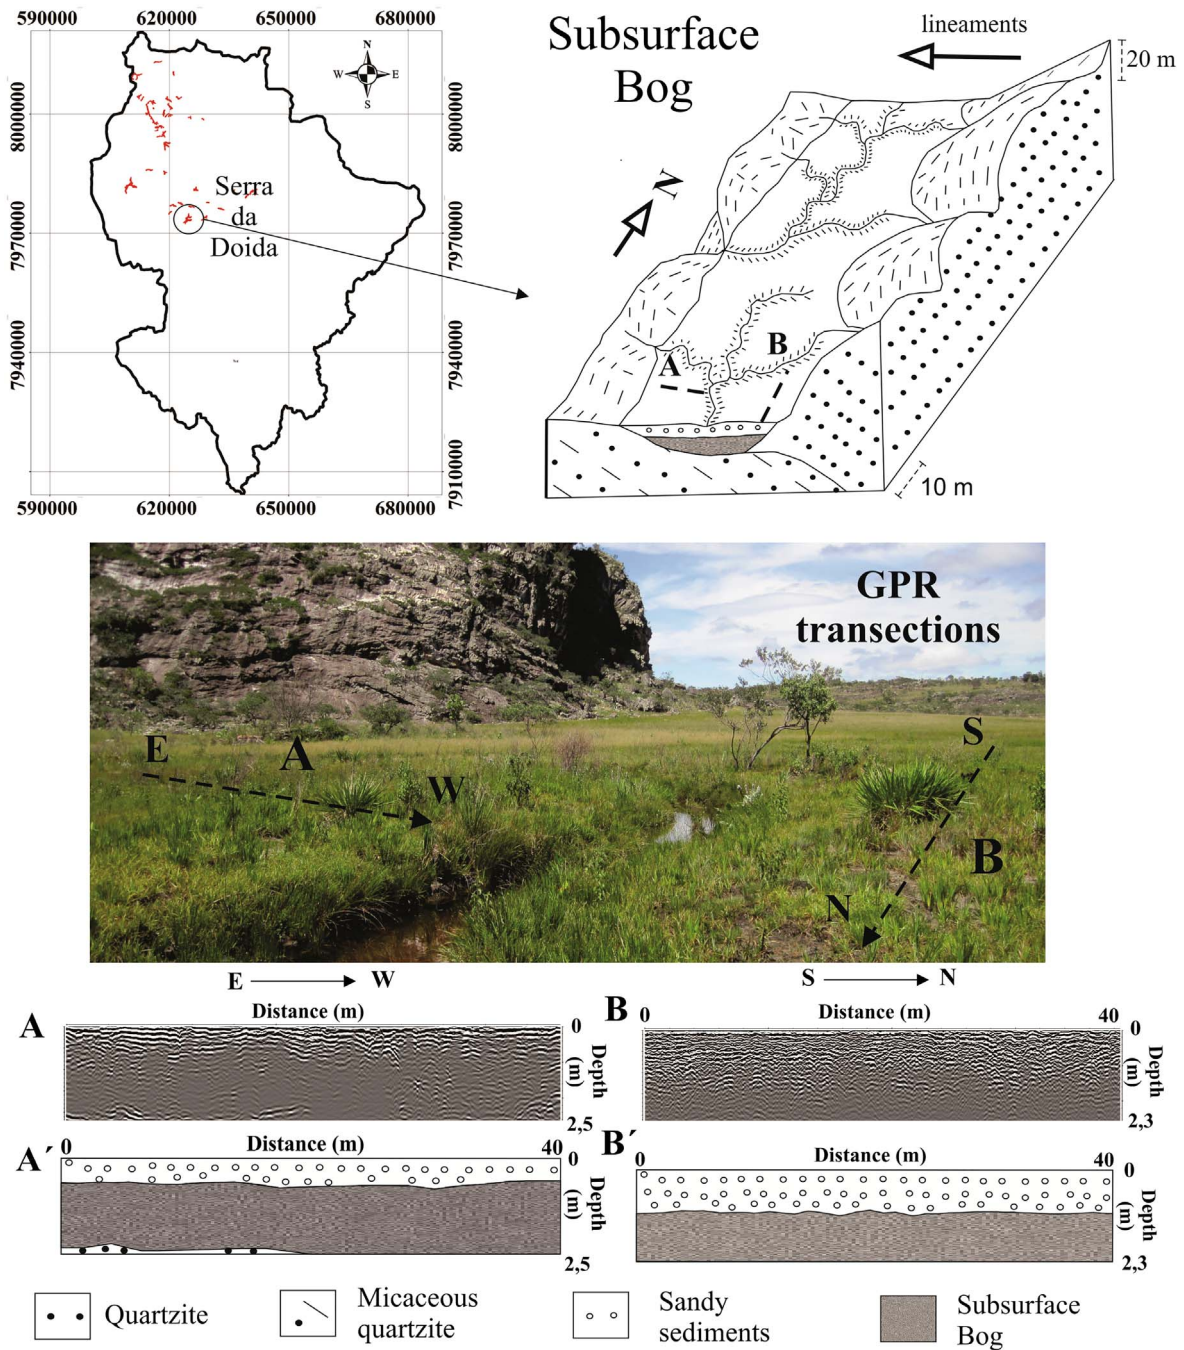 590000
620000
650000
680000
8000000
7970000
7940000
7910000
8000000
7970000
7940000
7910000
N
W
E
S
Serra
da
Doida
590000
620000
650000
680000
Subsurface
Bog
lineaments
20 m
N
A
B
10 m
GPR
transections
E
A
W
S
B
N
E
W
S
N
A
Distance (m)
0
Depth
(m)
2,5
B
Distance (m)
40
0
Depth
(m)
2,3
A´
0
Distance (m)
40
0
Depth
(m)
2,5
B´
Distance (m)
40
0
Depth
(m)
2,3
Quartzite
Micaceous
quartzite
Sandy
sediments
Subsurface
Bog